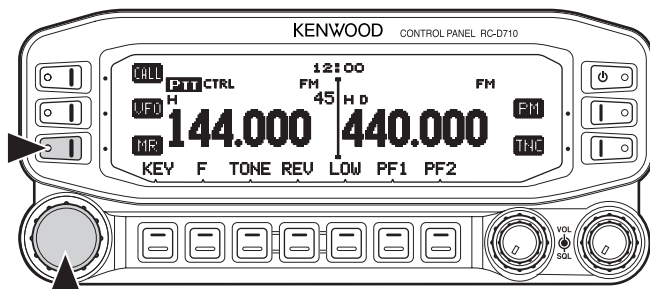 KENWOOD CONTROL PANEL RC-D710
CALL 12:00
PTT CTRL FM FM
VFO H 45 H D PM
MR 144.000 440.000 TNC
KEY F TONE REV LOW PF1 PF2
VOL
SQL